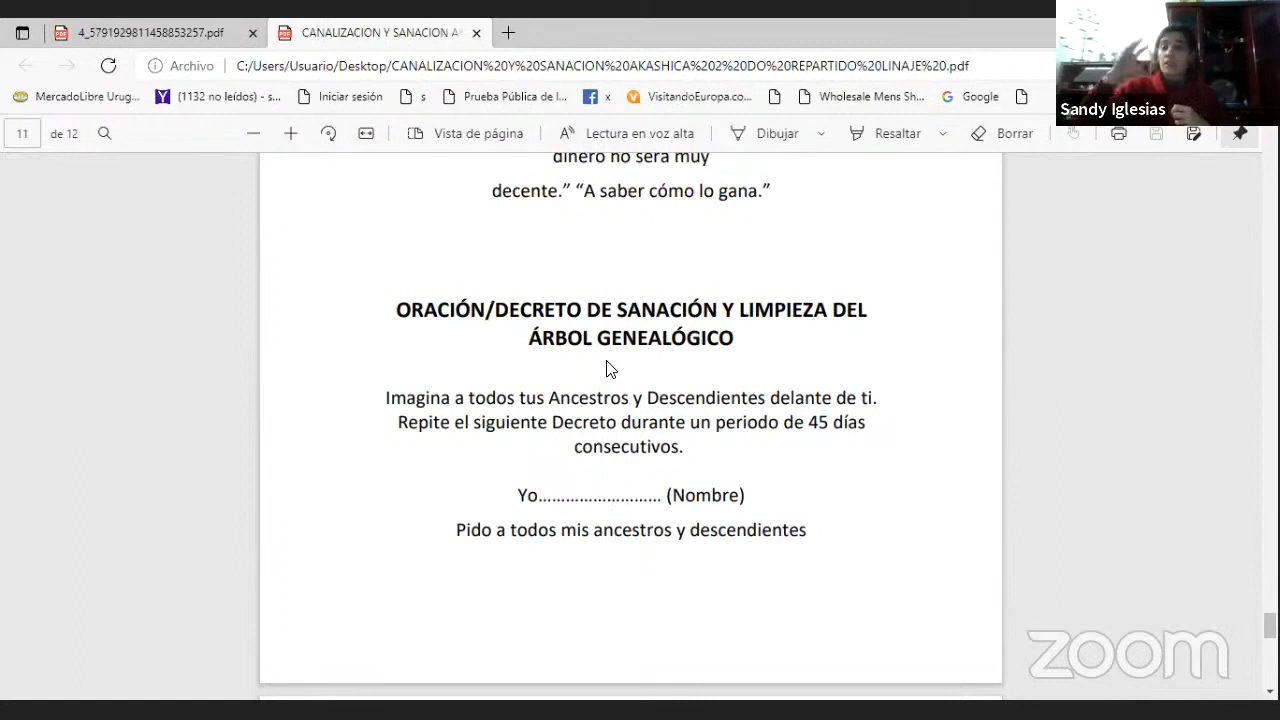 4_5791929811458853257.pdf
CANALIZACION Y SANACION A
Archivo
C:/Users/Usuario/Desktop/CANALIZACION%20Y%20SANACION%20AKASHICA%202%20DO%20REPARTIDO%20LINAJE%20.pdf
Sandy Iglesias
MercadoLibre Urug...
(1132 no leídos) - s...
Iniciar sesión
s
Prueba Pública de l...
x
VisitandoEuropa.co...
Wholesale Mens Sh...
Google
11 de 12
Vista de página
Lectura en voz alta
Dibujar
Resaltar
Borrar
dinero no será muy
decente.” “A saber cómo lo gana.”
ORACIÓN/DECRETO DE SANACIÓN Y LIMPIEZA DEL
ÁRBOL GENEALÓGICO
Imagina a todos tus Ancestros y Descendientes delante de ti.
Repite el siguiente Decreto durante un periodo de 45 días
consecutivos.
Yo............................ (Nombre)
Pido a todos mis ancestros y descendientes
zoom